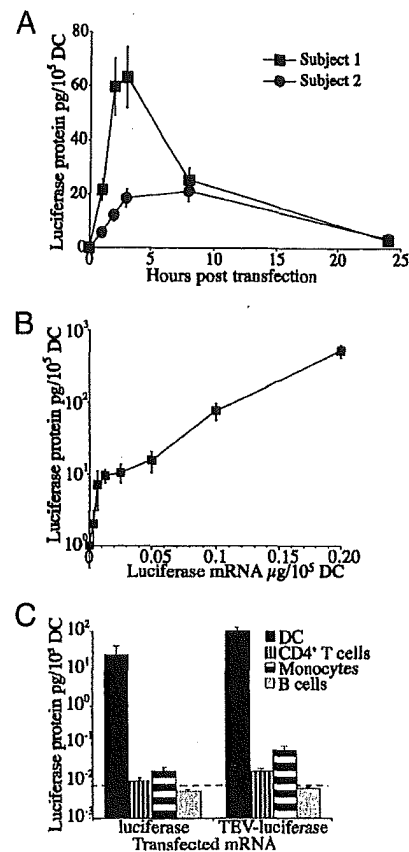 A
Luciferase protein pg/10⁵ DC
80
60
40
20
0
Subject 1
Subject 2
0 5 10 15 20 25
Hours post transfection
B
Luciferase protein pg/10⁵ DC
10³
10²
10¹
10⁰
0 0.05 0.1 0.15 0.20
Luciferase mRNA µg/10⁵ DC
C
Luciferase protein pg/10⁵ DC
10²
10¹
10⁰
10⁻¹
10⁻²
10⁻³
DC
CD4⁺ T cells
Monocytes
B cells
luciferase TEV-luciferase
Transfected mRNA